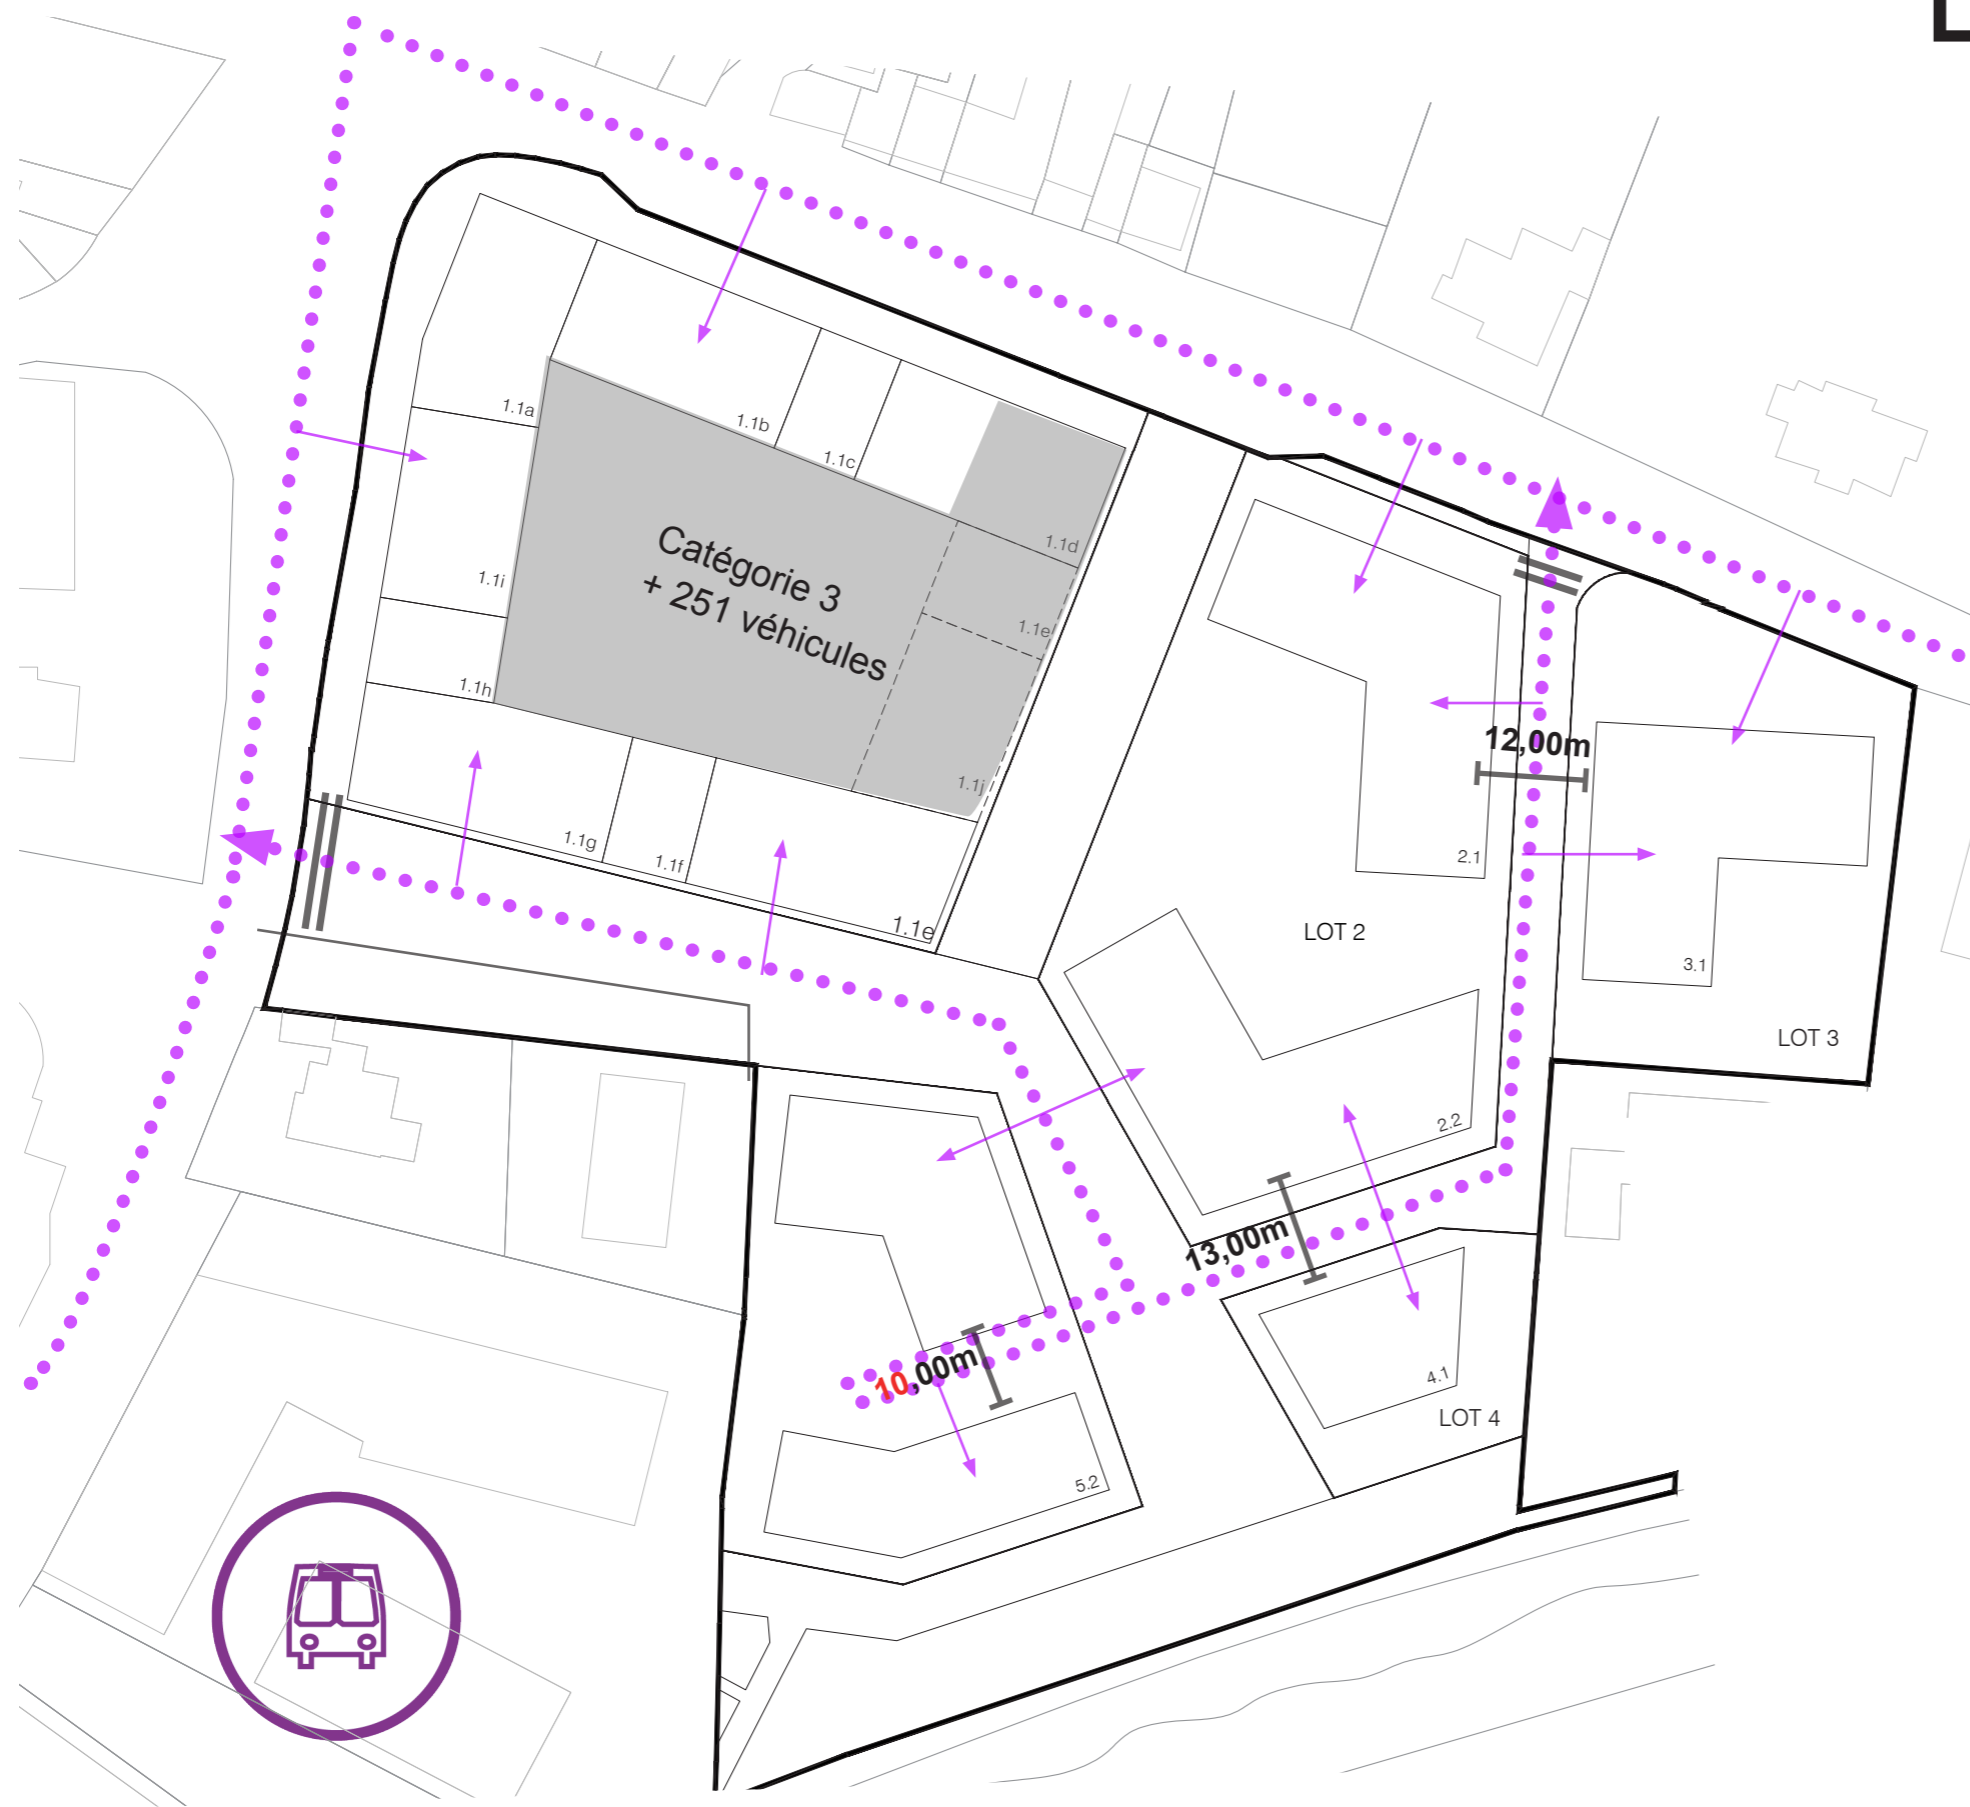 L
1.1a
1.1b
1.1c
1.1d
Catégorie 3
+ 251 véhicules
1.1i
1.1e
1.1h
12,00m
1.1j
1.1g
1.1f
2.1
1.1e
LOT 2
3.1
LOT 3
2.2
13,00m
10,00m
4.1
LOT 4
5.2